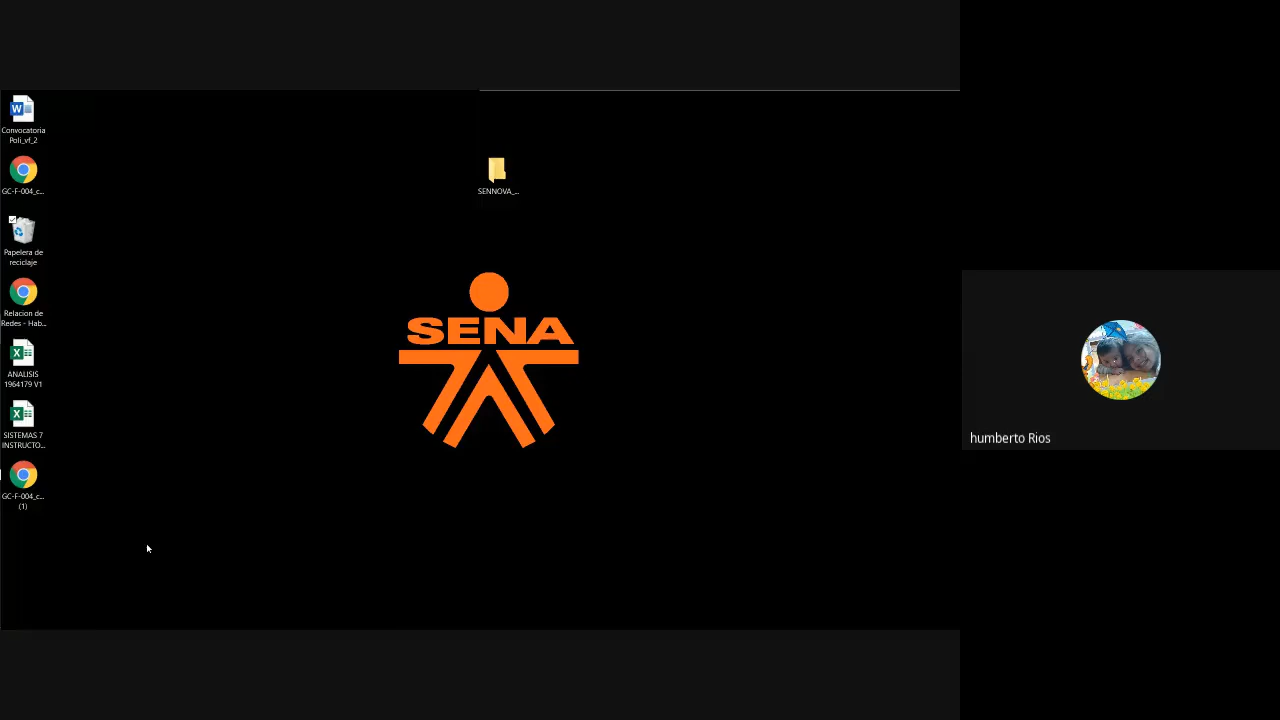 Convocatoria
Poli_vf_2
GC-F-004_c...
Papelera de
reciclaje
Relacion de
Redes - Hab...
ANALISIS
1964179 V1
SISTEMAS 7
INSTRUCTO...
GC-F-004_c...
(1)
SENNOVA_...
SENA
humberto Rios